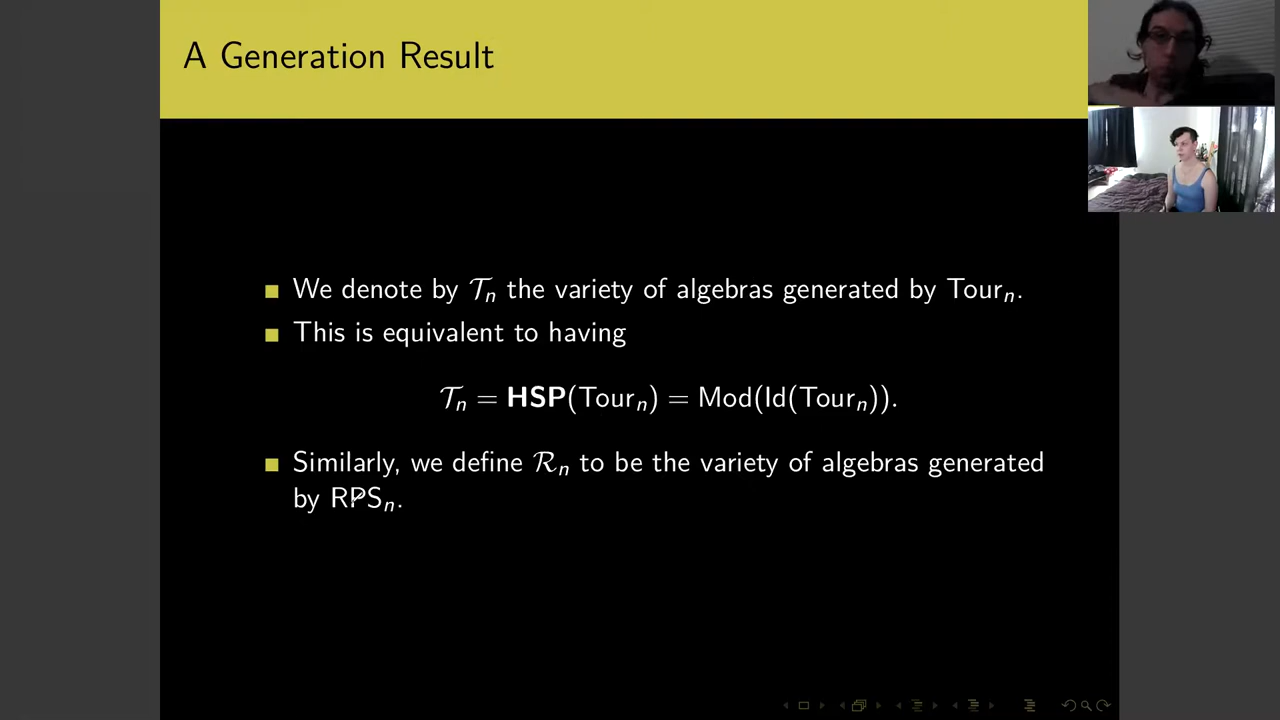 A Generation Result
We denote by 𝒯ₙ the variety of algebras generated by Tourₙ.
This is equivalent to having
𝒯ₙ = HSP(Tourₙ) = Mod(Id(Tourₙ)).
Similarly, we define ℛₙ to be the variety of algebras generated
by RPSₙ.